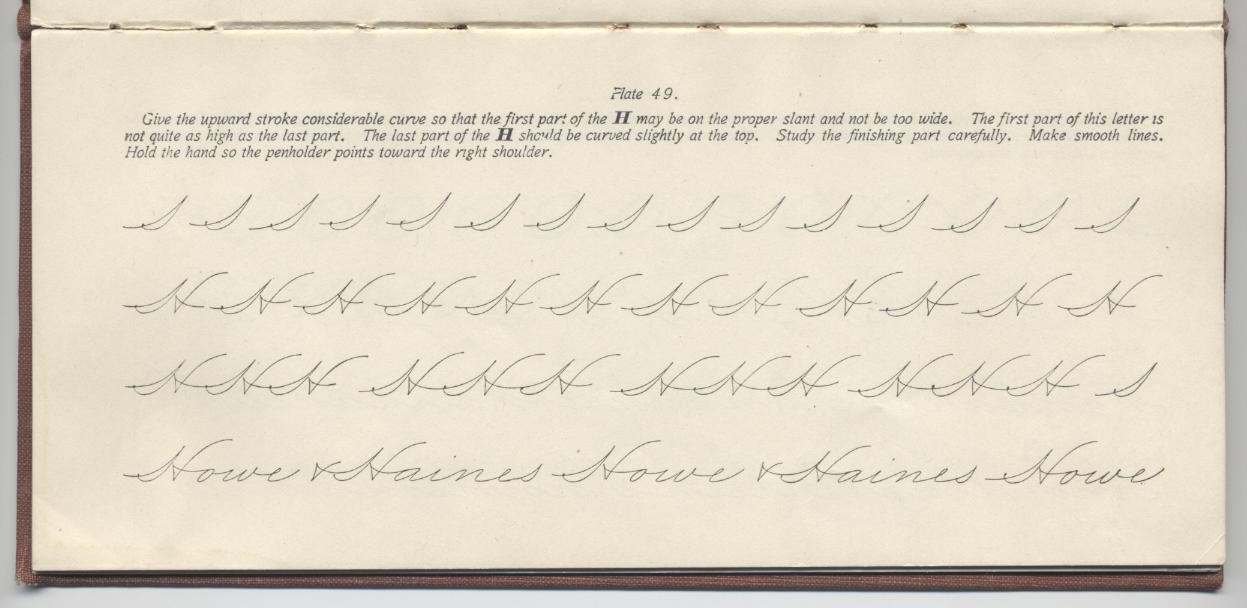 Plate 49.
Give the upward stroke considerable curve so that the first part of the H may be on the proper slant and not be too wide. The first part of this letter is
not quite as high as the last part. The last part of the H should be curved slightly at the top. Study the finishing part carefully. Make smooth lines.
Hold the hand so the penholder points toward the right shoulder.
H H H H H H H H H H H H
H H H H H H H H H H H H
Howe & Haines Howe & Haines Howe